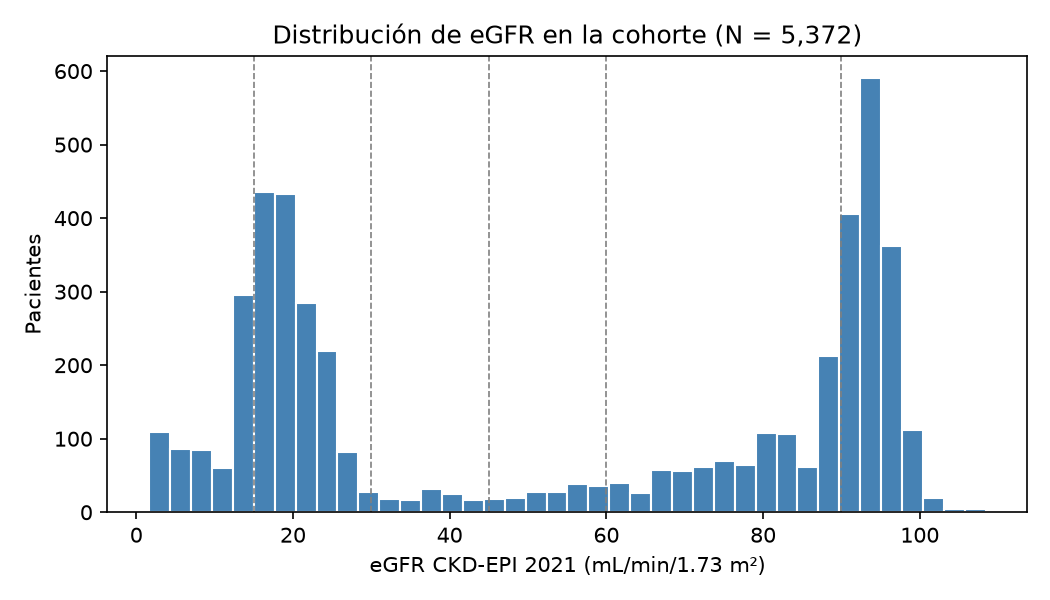 Distribución de eGFR en la cohorte (N = 5,372)
600
500
400
300
200
100
0
Pacientes
0 20 40 60 80 100
eGFR CKD-EPI 2021 (mL/min/1.73 m²)